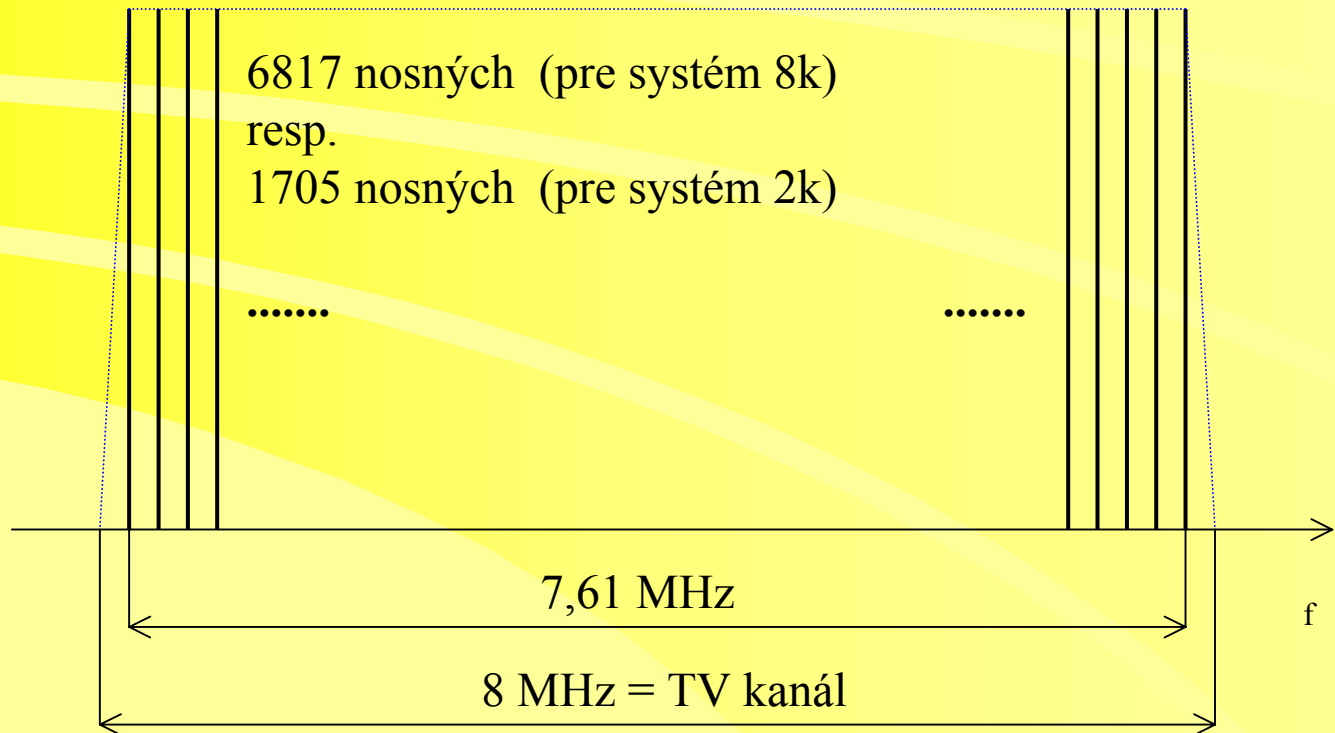 6817 nosných (pre systém 8k)
resp.
1705 nosných (pre systém 2k)
....... .......
7,61 MHz
f
8 MHz = TV kanál